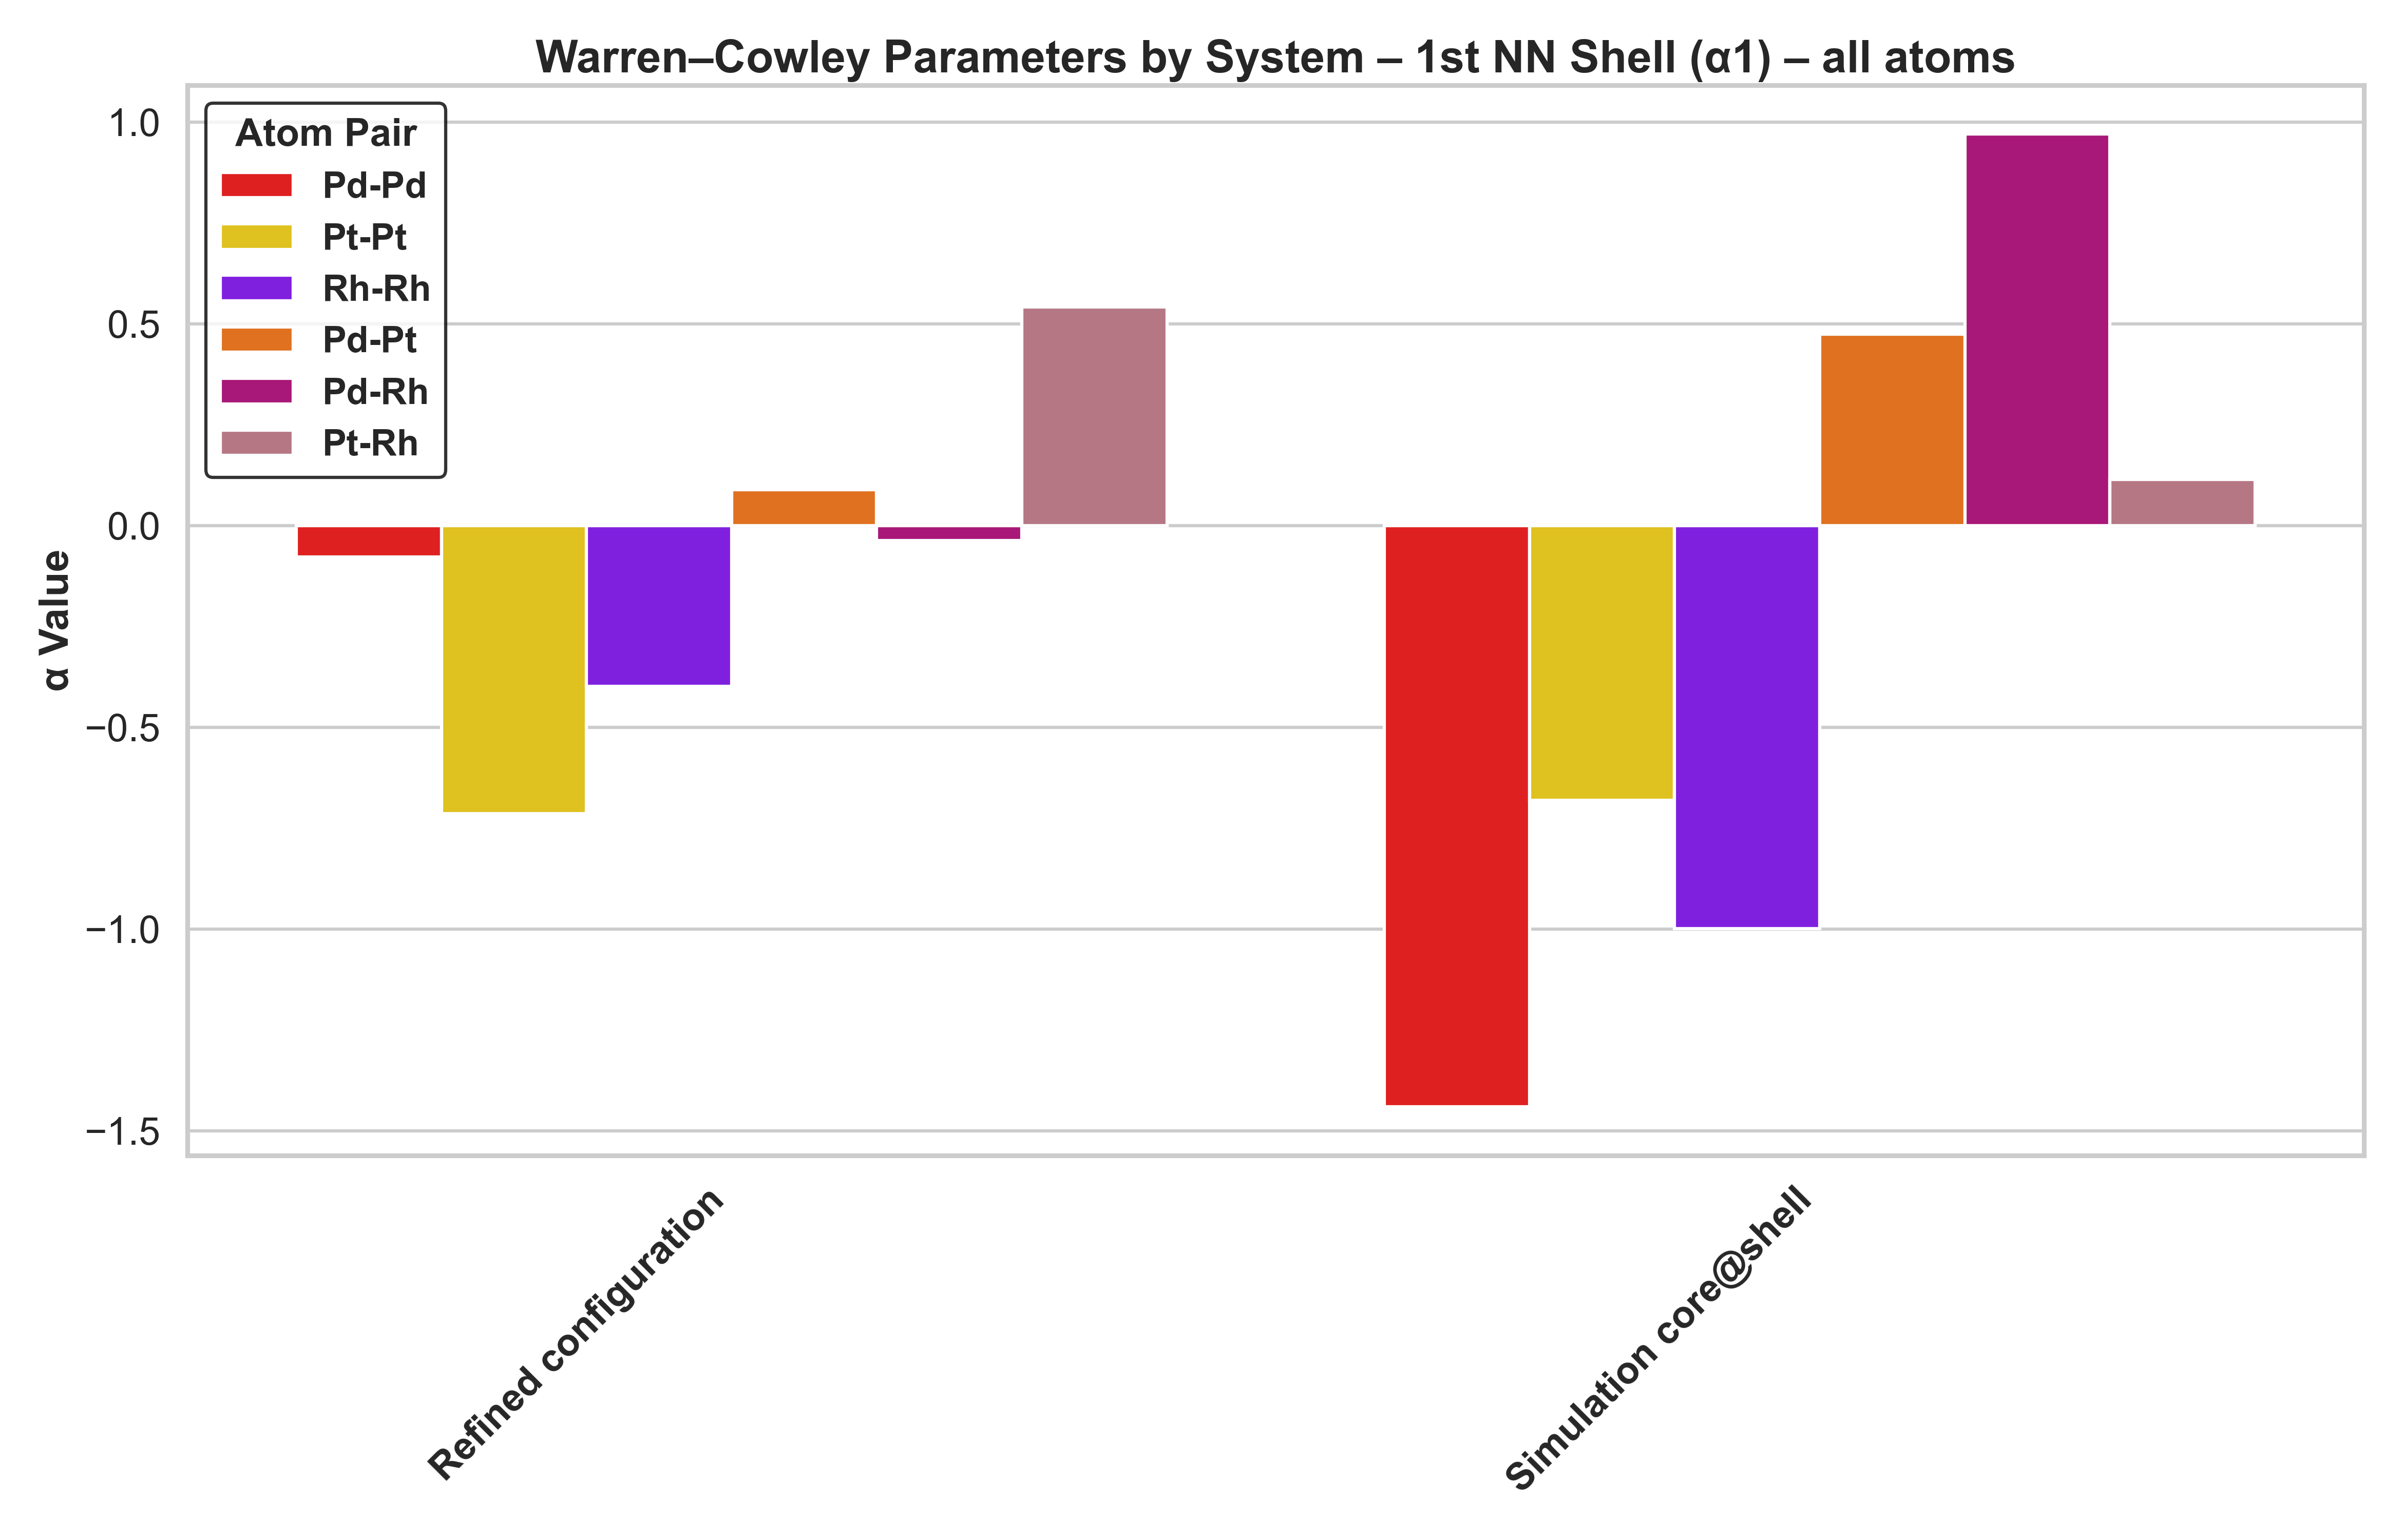 Warren–Cowley Parameters by System – 1st NN Shell (α1) – all atoms
Atom Pair
Pd-Pd
Pt-Pt
Rh-Rh
Pd-Pt
Pd-Rh
Pt-Rh
α Value
1.0
0.5
0.0
−0.5
−1.0
−1.5
Refined configuration
Simulation core@shell